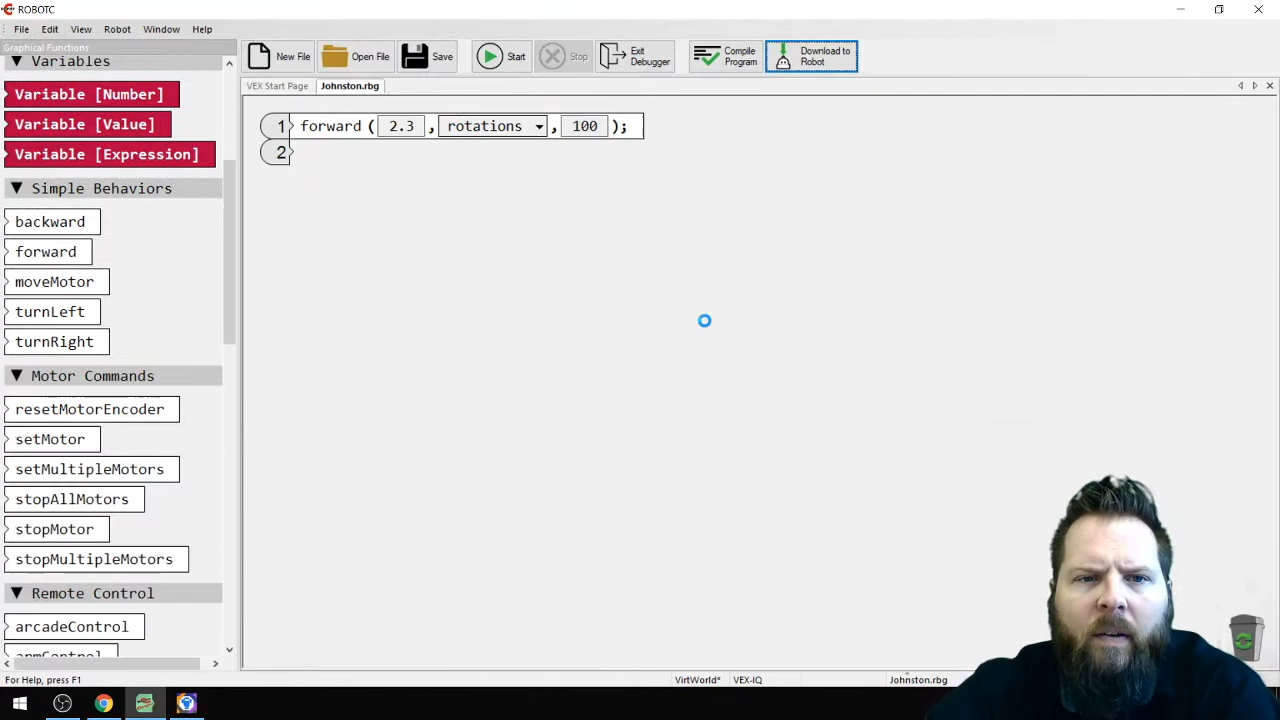 ROBOTC
File Edit View Robot Window Help
Graphical Functions
Variables
Variable [Number]
Variable [Value]
Variable [Expression]
Simple Behaviors
backward
forward
moveMotor
turnLeft
turnRight
Motor Commands
resetMotorEncoder
setMotor
setMultipleMotors
stopAllMotors
stopMotor
stopMultipleMotors
Remote Control
arcadeControl
armControl
New File Open File Save Start Stop Exit Debugger Compile Program Download to Robot
VEX Start Page Johnston.rbg
1 forward ( 2.3 , rotations , 100 );
2
For Help, press F1 VirtWorld* VEX-IQ Johnston.rbg